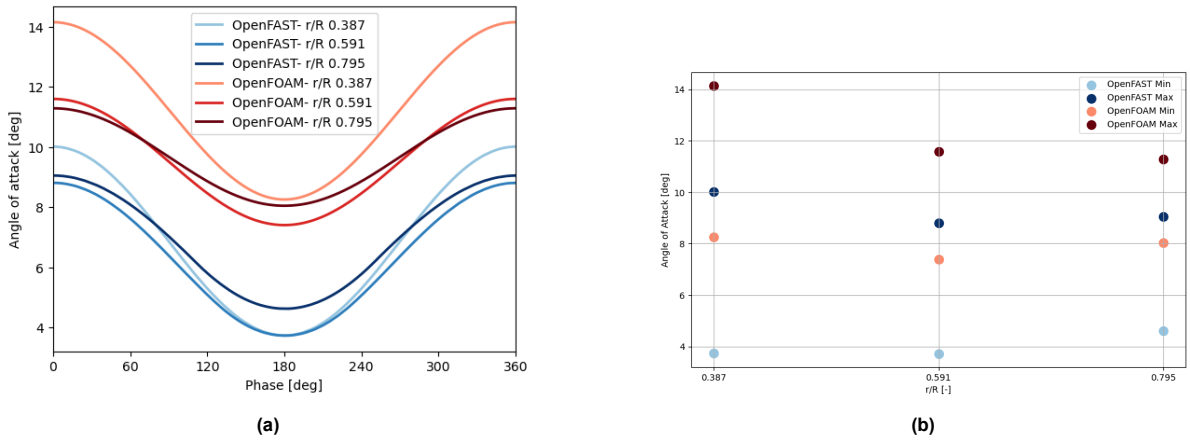 Angle of attack [deg]
14
12
10
8
6
4
OpenFAST- r/R 0.387
OpenFAST- r/R 0.591
OpenFAST- r/R 0.795
OpenFOAM- r/R 0.387
OpenFOAM- r/R 0.591
OpenFOAM- r/R 0.795
0 60 120 180 240 300 360
Phase [deg]
(a)
Angle of Attack [deg]
14
12
10
8
6
4
OpenFAST Min
OpenFAST Max
OpenFOAM Min
OpenFOAM Max
0.387 0.591 0.795
r/R [-]
(b)